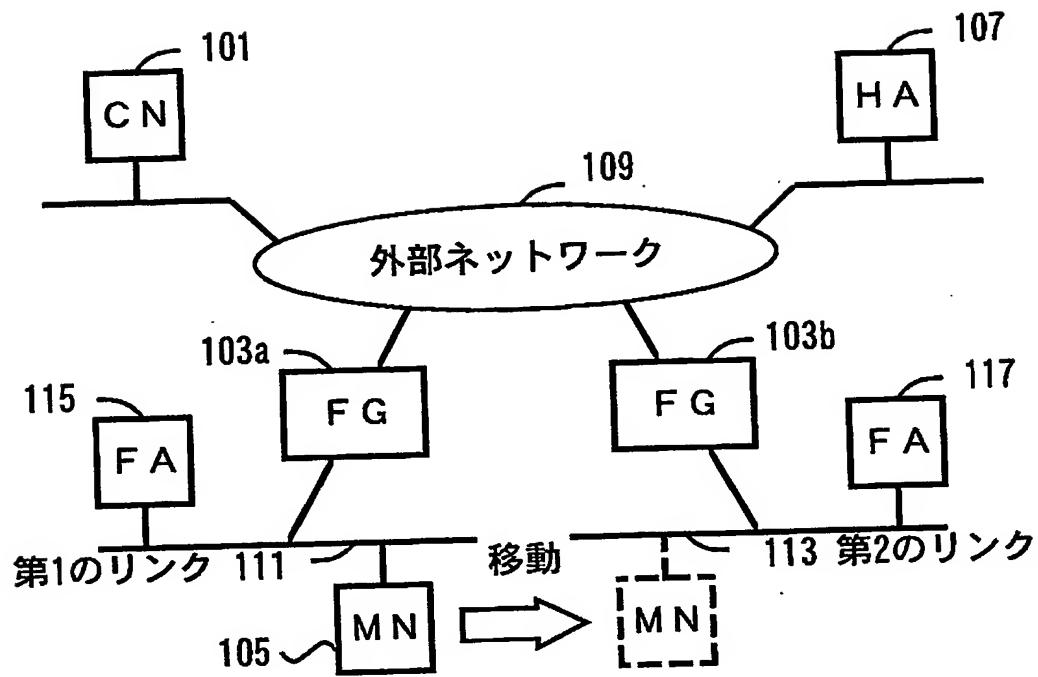 101
CN
107
HA
109
外部ネットワーク
103a
FG
103b
FG
115
FA
117
FA
第1のリンク 111
移動
113 第2のリンク
105
MN
MN